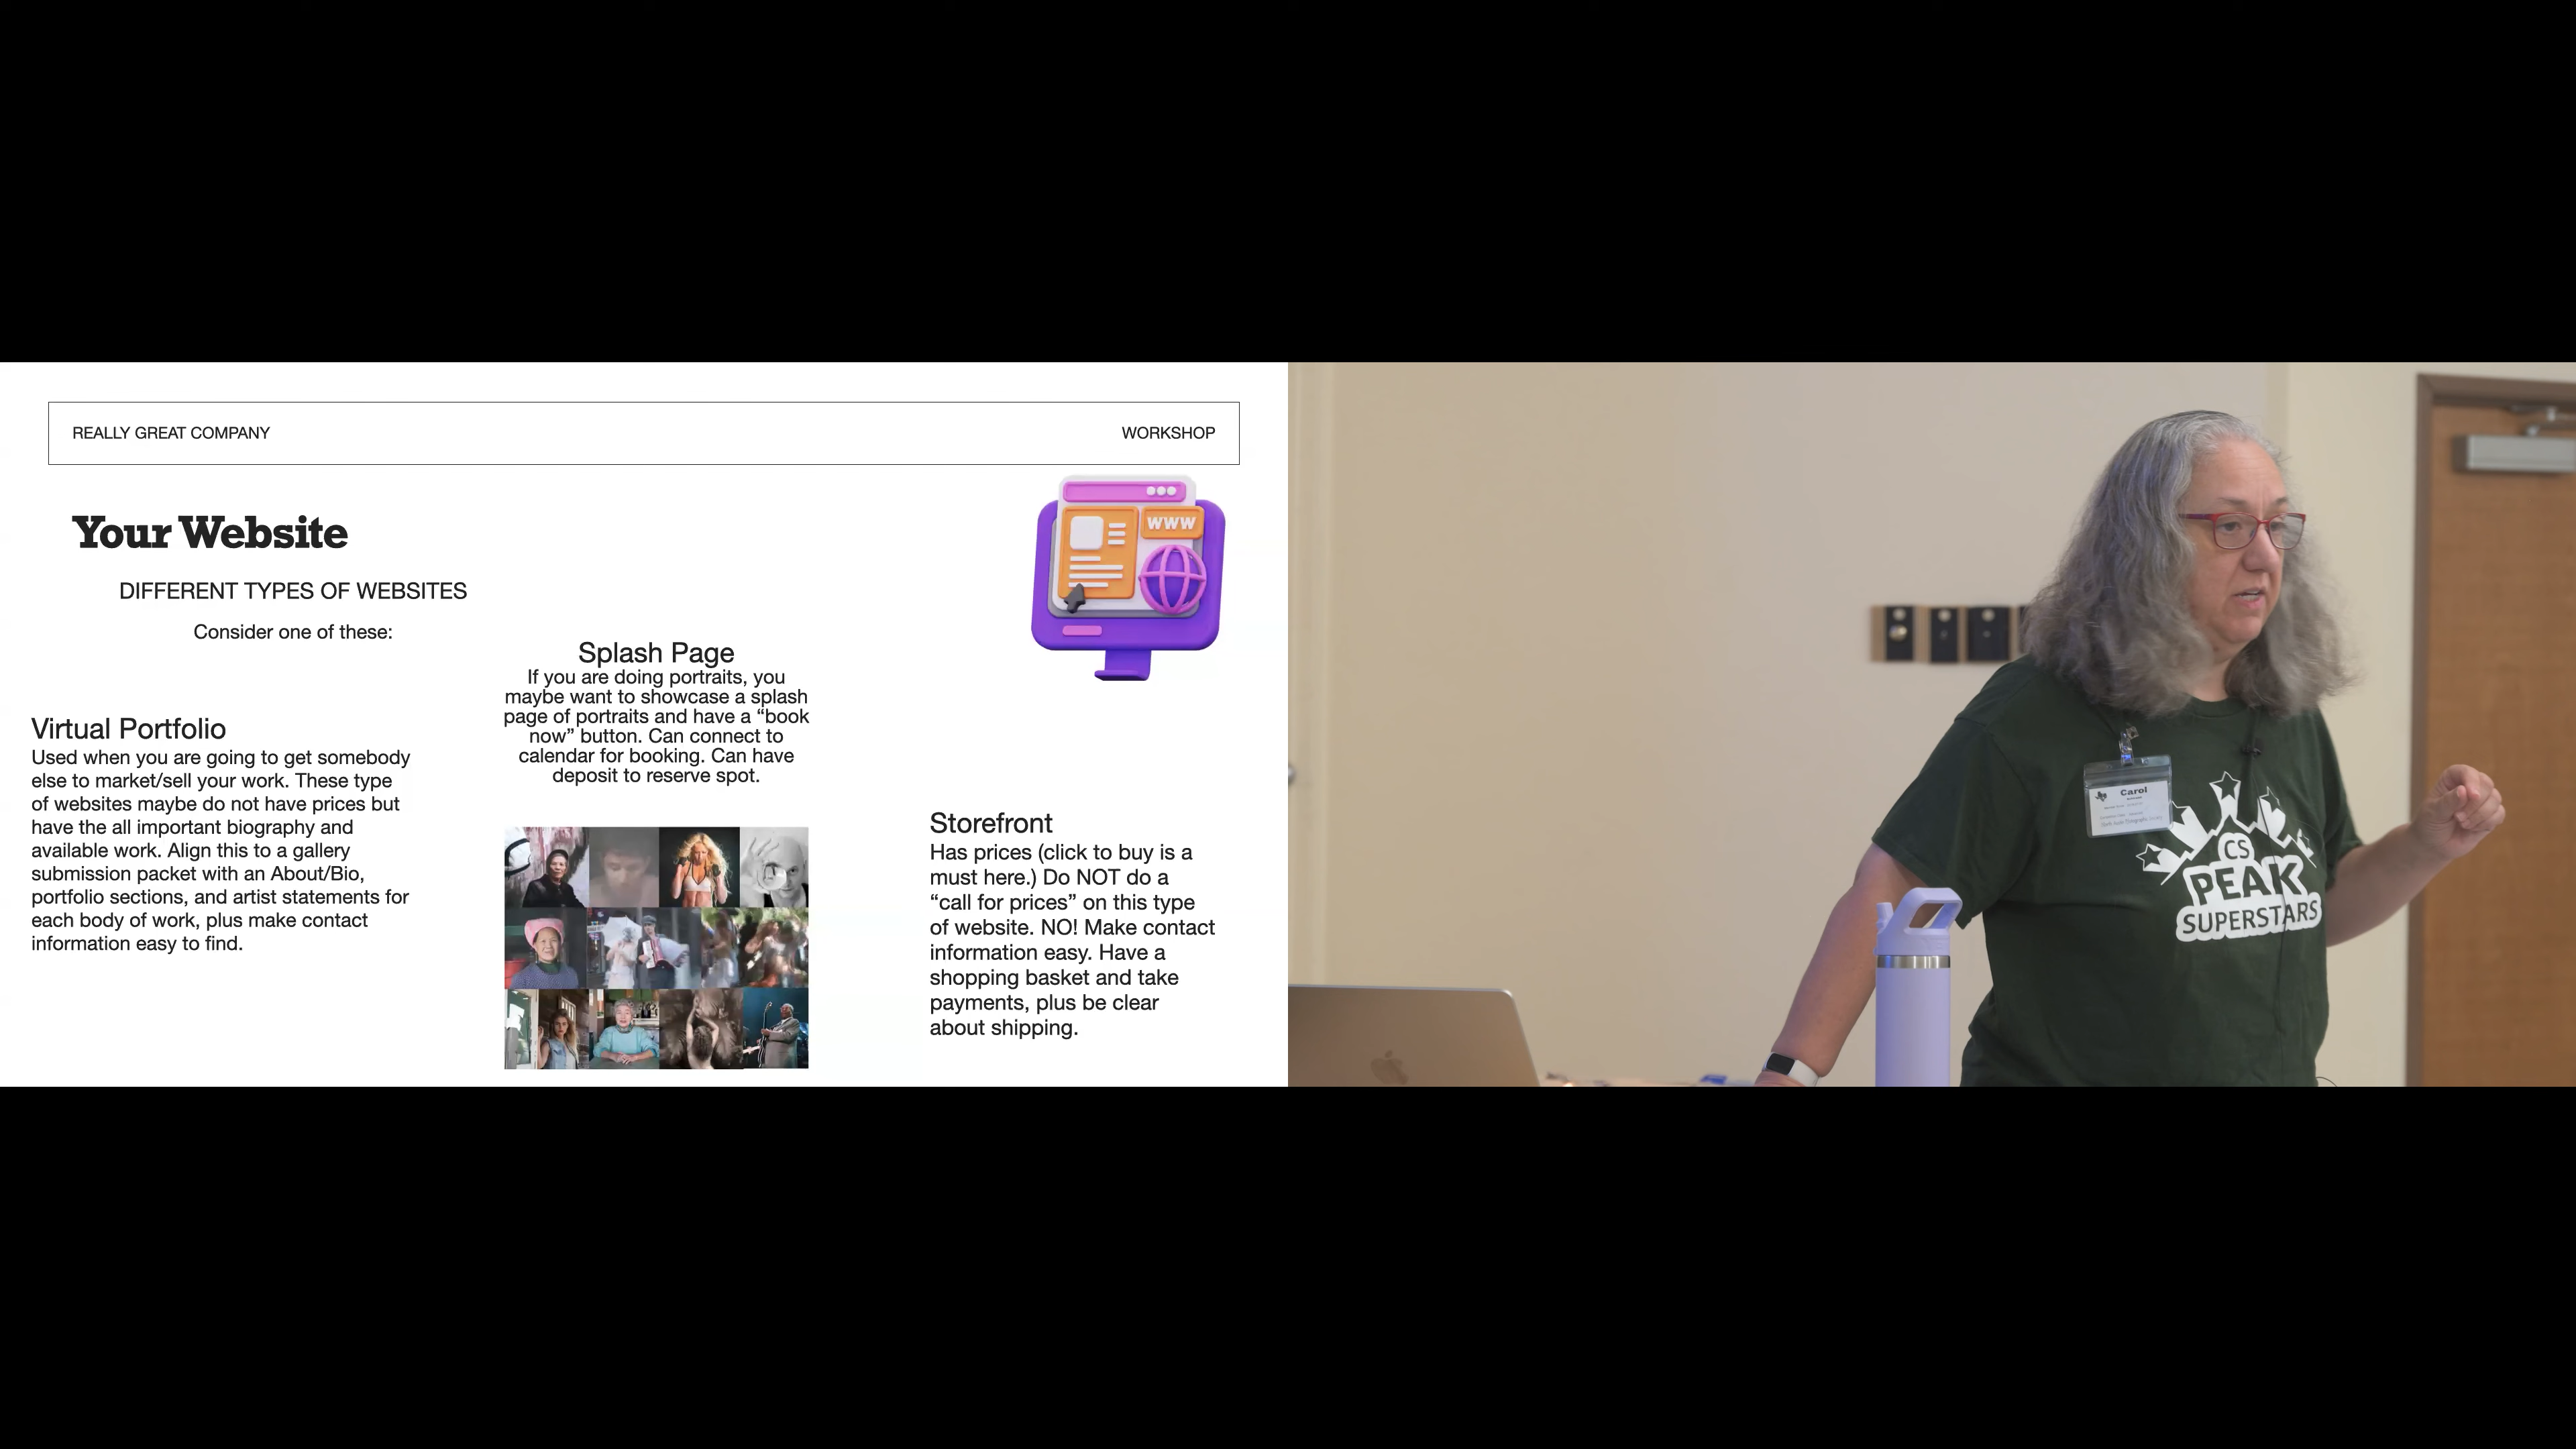 REALLY GREAT COMPANY
WORKSHOP
Your Website
DIFFERENT TYPES OF WEBSITES
Consider one of these:
Virtual Portfolio
Used when you are going to get somebody
else to market/sell your work. These type
of websites maybe do not have prices but
have the all important biography and
available work. Align this to a gallery
submission packet with an About/Bio,
portfolio sections, and artist statements for
each body of work, plus make contact
information easy to find.
Splash Page
If you are doing portraits, you
maybe want to showcase a splash
page of portraits and have a “book
now” button. Can connect to
calendar for booking. Can have
deposit to reserve spot.
WWW
Storefront
Has prices (click to buy is a
must here.) Do NOT do a
“call for prices” on this type
of website. NO! Make contact
information easy. Have a
shopping basket and take
payments, plus be clear
about shipping.
Carol
CS
PEAK
SUPERSTARS